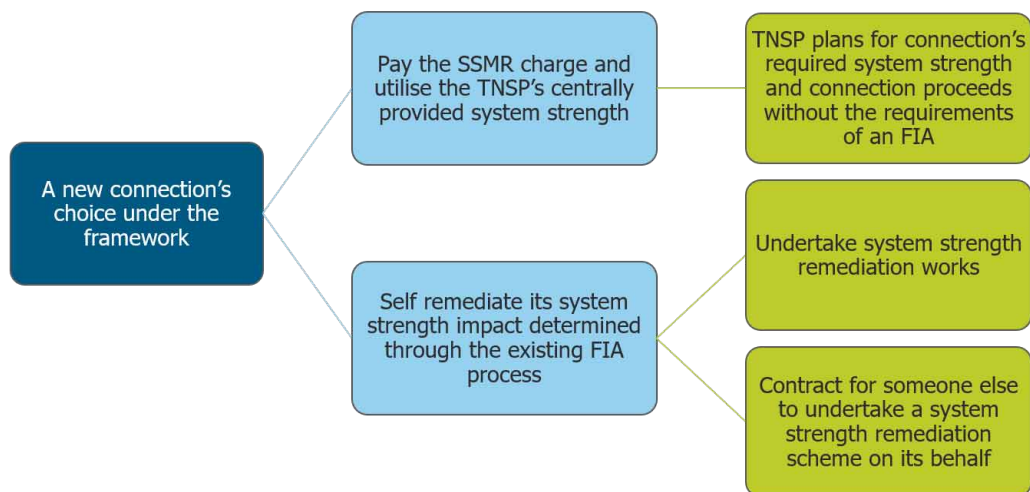 A new connection's
choice under the
framework
Pay the SSMR charge and
utilise the TNSP's centrally
provided system strength
Self remediate its system
strength impact determined
through the existing FIA
process
TNSP plans for connection's
required system strength
and connection proceeds
without the requirements
of an FIA
Undertake system strength
remediation works
Contract for someone else
to undertake a system
strength remediation
scheme on its behalf